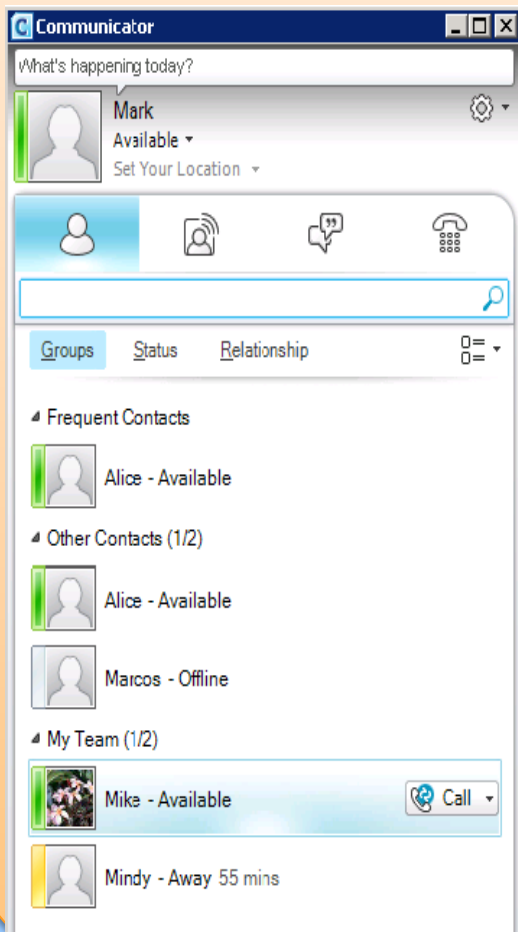 Communicator
What's happening today?
Mark
Available
Set Your Location
Groups Status Relationship
Frequent Contacts
Alice - Available
Other Contacts (1/2)
Alice - Available
Marcos - Offline
My Team (1/2)
Mike - Available Call
Mindy - Away 55 mins